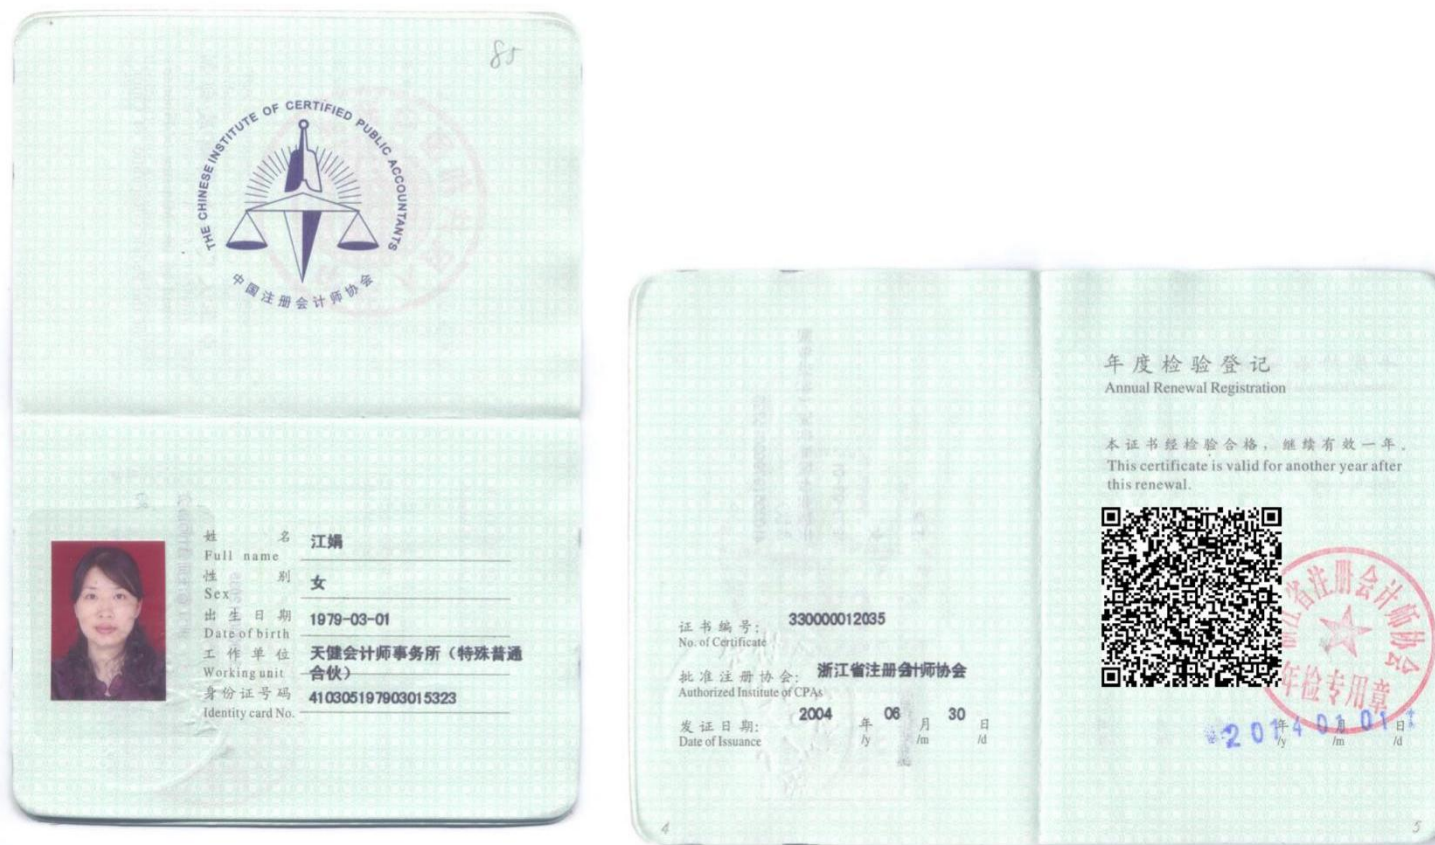 85
THE CHINESE INSTITUTE OF CERTIFIED PUBLIC ACCOUNTANTS
中国注册会计师协会
姓 名 江娟
Full name
性 别 女
Sex
出生日期 1979-03-01
Date of birth
工作单位 天健会计师事务所（特殊普通
Working unit 合伙）
身份证号码 410305197903015323
Identity card No.
证书编号： 330000012035
No. of Certificate
批准注册协会： 浙江省注册会计师协会
Authorized Institute of CPAs
发证日期： 2004 年 06 月 30 日
Date of Issuance /y /m /d
4
年度检验登记
Annual Renewal Registration
本证书经检验合格，继续有效一年。
This certificate is valid for another year after
this renewal.
浙江省注册会计师协会
年检专用章
2014 年 01 月 01 日
/y /m /d
5